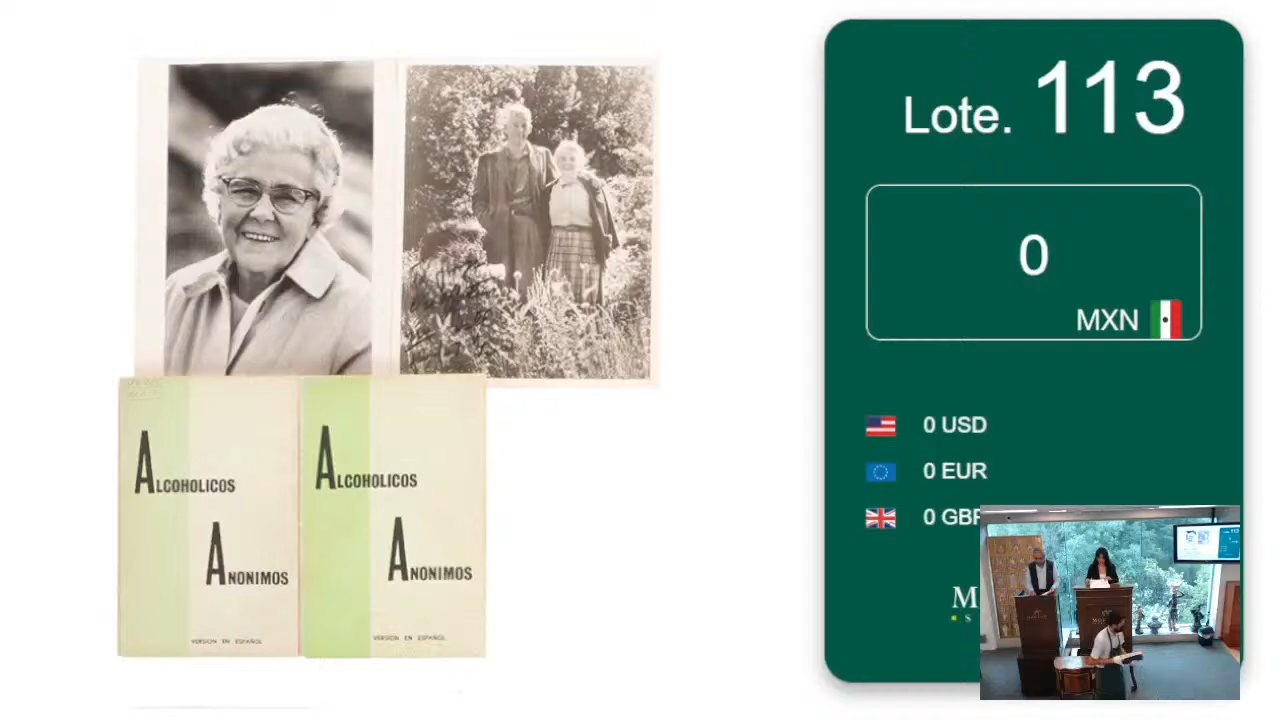 Lote. 113
0
MXN
0 USD
0 EUR
0 GBP
ALCOHOLICOS
ANONIMOS
VERSION EN ESPAÑOL
ALCOHOLICOS
ANONIMOS
VERSION EN ESPAÑOL